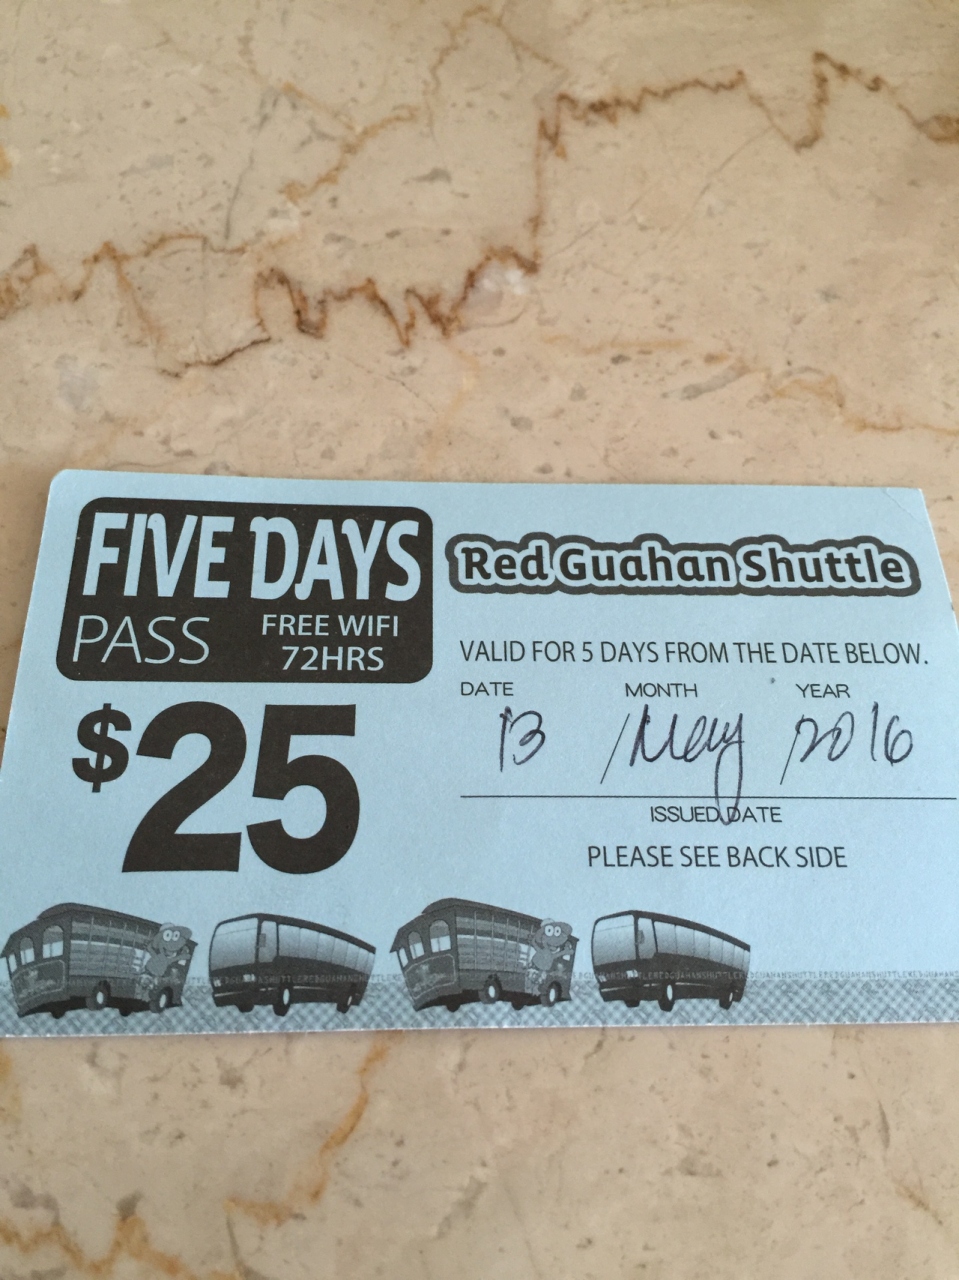 FIVE DAYS
PASS FREE WIFI
72HRS
$25
Red Guahan Shuttle
VALID FOR 5 DAYS FROM THE DATE BELOW.
DATE MONTH YEAR
13 / May / 2016
ISSUED DATE
PLEASE SEE BACK SIDE